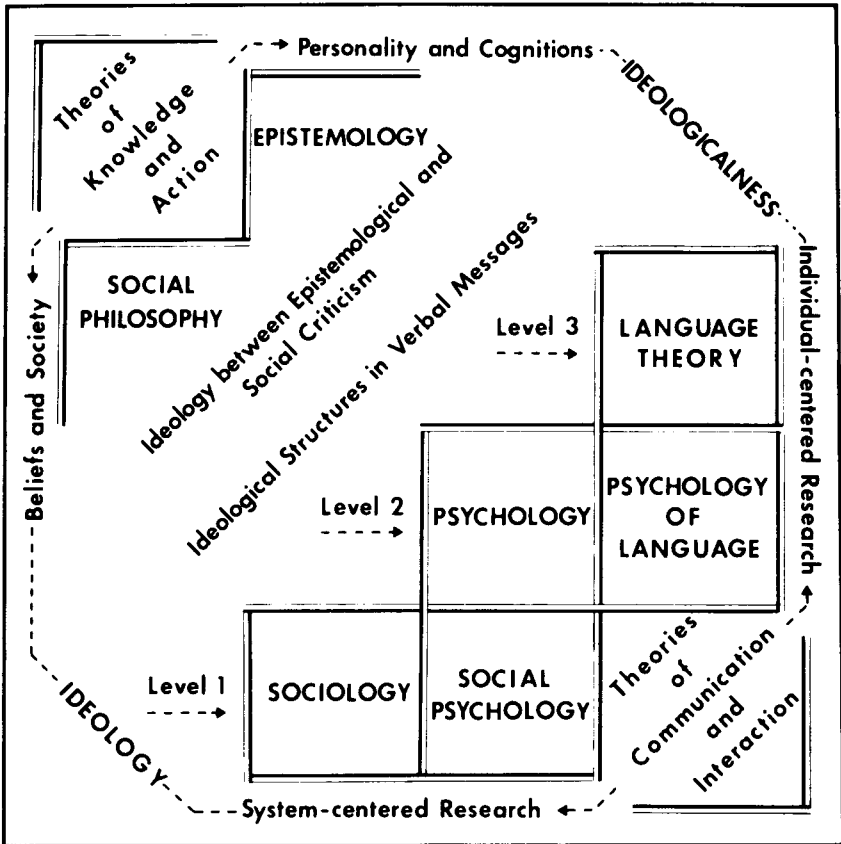 Personality and Cognitions
Theories
of
Knowledge
and
Action
IDEOLOGICALNESS
EPISTEMOLOGY
SOCIAL
PHILOSOPHY
Ideology between Epistemological and
Social Criticism
Ideological Structures in Verbal Messages
Beliefs and Society
Individual-centered Research
Level 3
LANGUAGE
THEORY
Level 2
PSYCHOLOGY
PSYCHOLOGY
OF
LANGUAGE
Level 1
SOCIOLOGY
SOCIAL
PSYCHOLOGY
Theories
of
Communication
and
Interaction
IDEOLOGY
System-centered Research